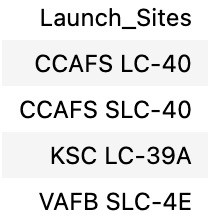 Launch_Sites
CCAFS LC-40
CCAFS SLC-40
KSC LC-39A
VAFB SLC-4E